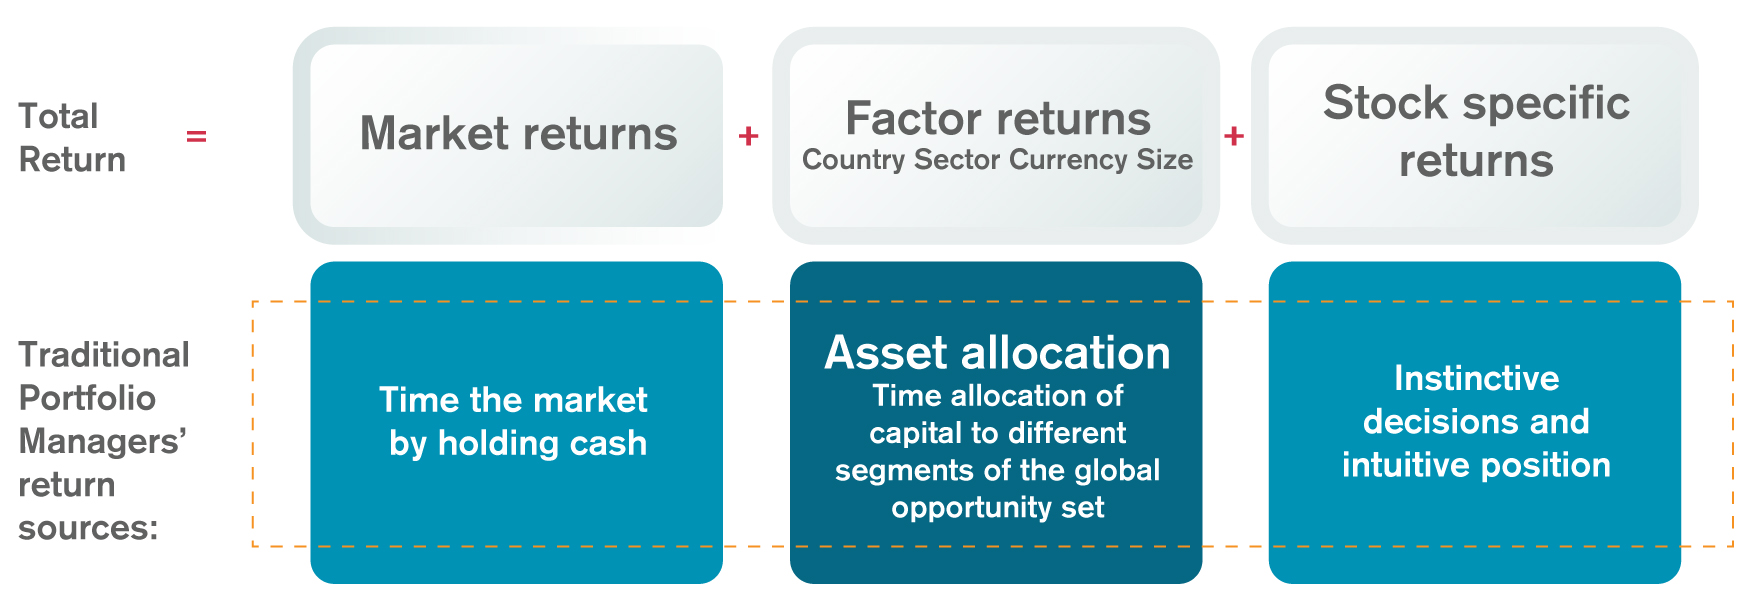 Total
Return
=
Market returns
+
Factor returns
Country Sector Currency Size
+
Stock specific
returns
Traditional
Portfolio
Managers’
return
sources:
Time the market
by holding cash
Asset allocation
Time allocation of
capital to different
segments of the global
opportunity set
Instinctive
decisions and
intuitive position